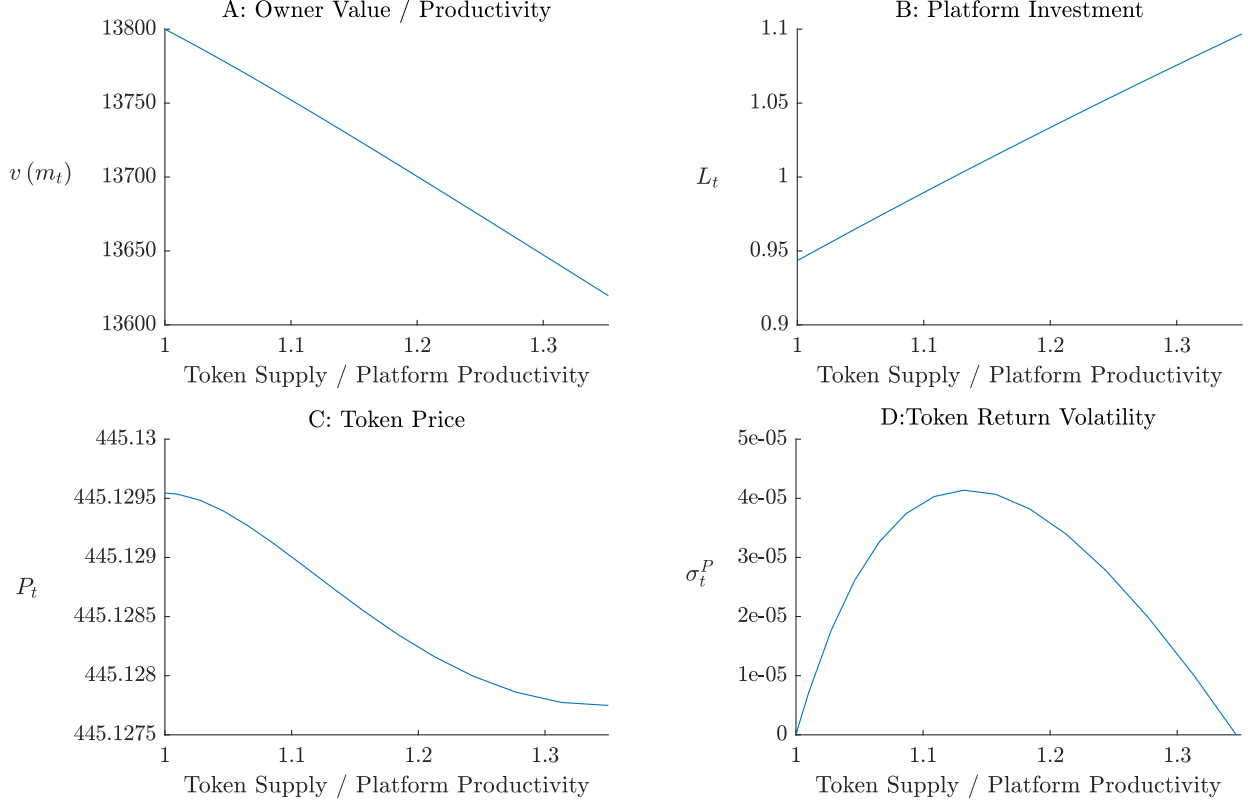 A: Owner Value / Productivity
13800
13750
13700
13650
13600
v (m_t)
1 1.1 1.2 1.3
Token Supply / Platform Productivity
B: Platform Investment
1.1
1.05
1
0.95
0.9
L_t
1 1.1 1.2 1.3
Token Supply / Platform Productivity
C: Token Price
445.13
445.1295
445.129
445.1285
445.128
445.1275
P_t
1 1.1 1.2 1.3
Token Supply / Platform Productivity
D:Token Return Volatility
5e-05
4e-05
3e-05
2e-05
1e-05
0
σ_t^P
1 1.1 1.2 1.3
Token Supply / Platform Productivity